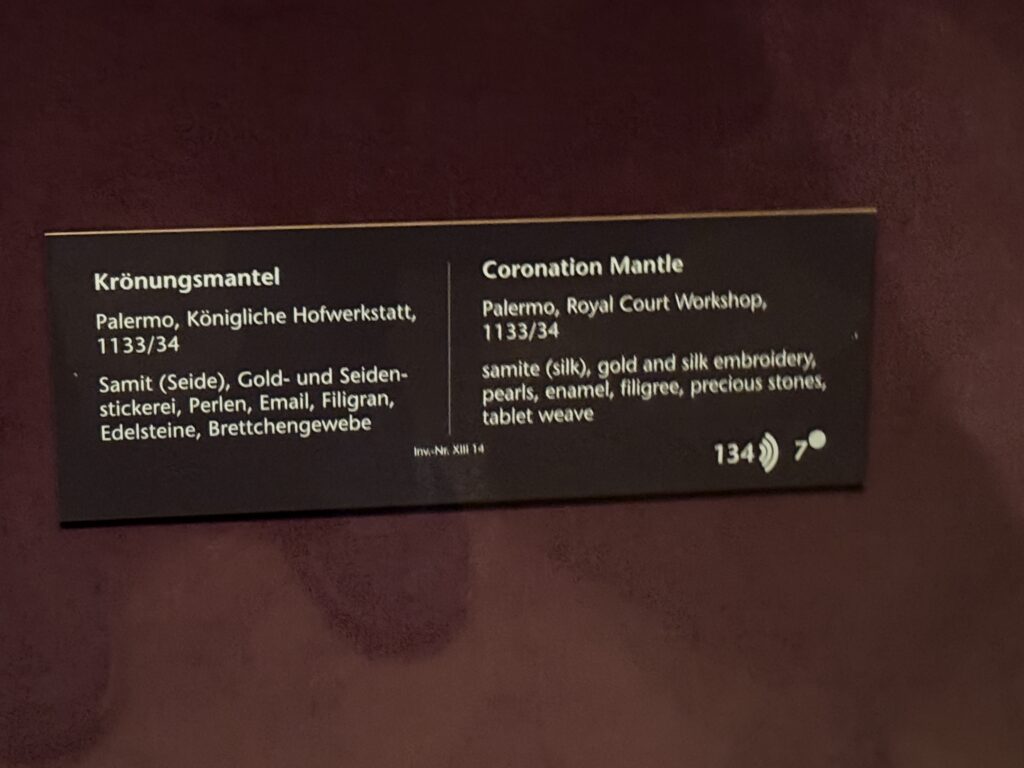 Krönungsmantel
Palermo, Königliche Hofwerkstatt,
1133/34
Samit (Seide), Gold- und Seiden-
stickerei, Perlen, Email, Filigran,
Edelsteine, Brettchengewebe
Coronation Mantle
Palermo, Royal Court Workshop,
1133/34
samite (silk), gold and silk embroidery,
pearls, enamel, filigree, precious stones,
tablet weave
Inv.-Nr. XIII 14
134 7